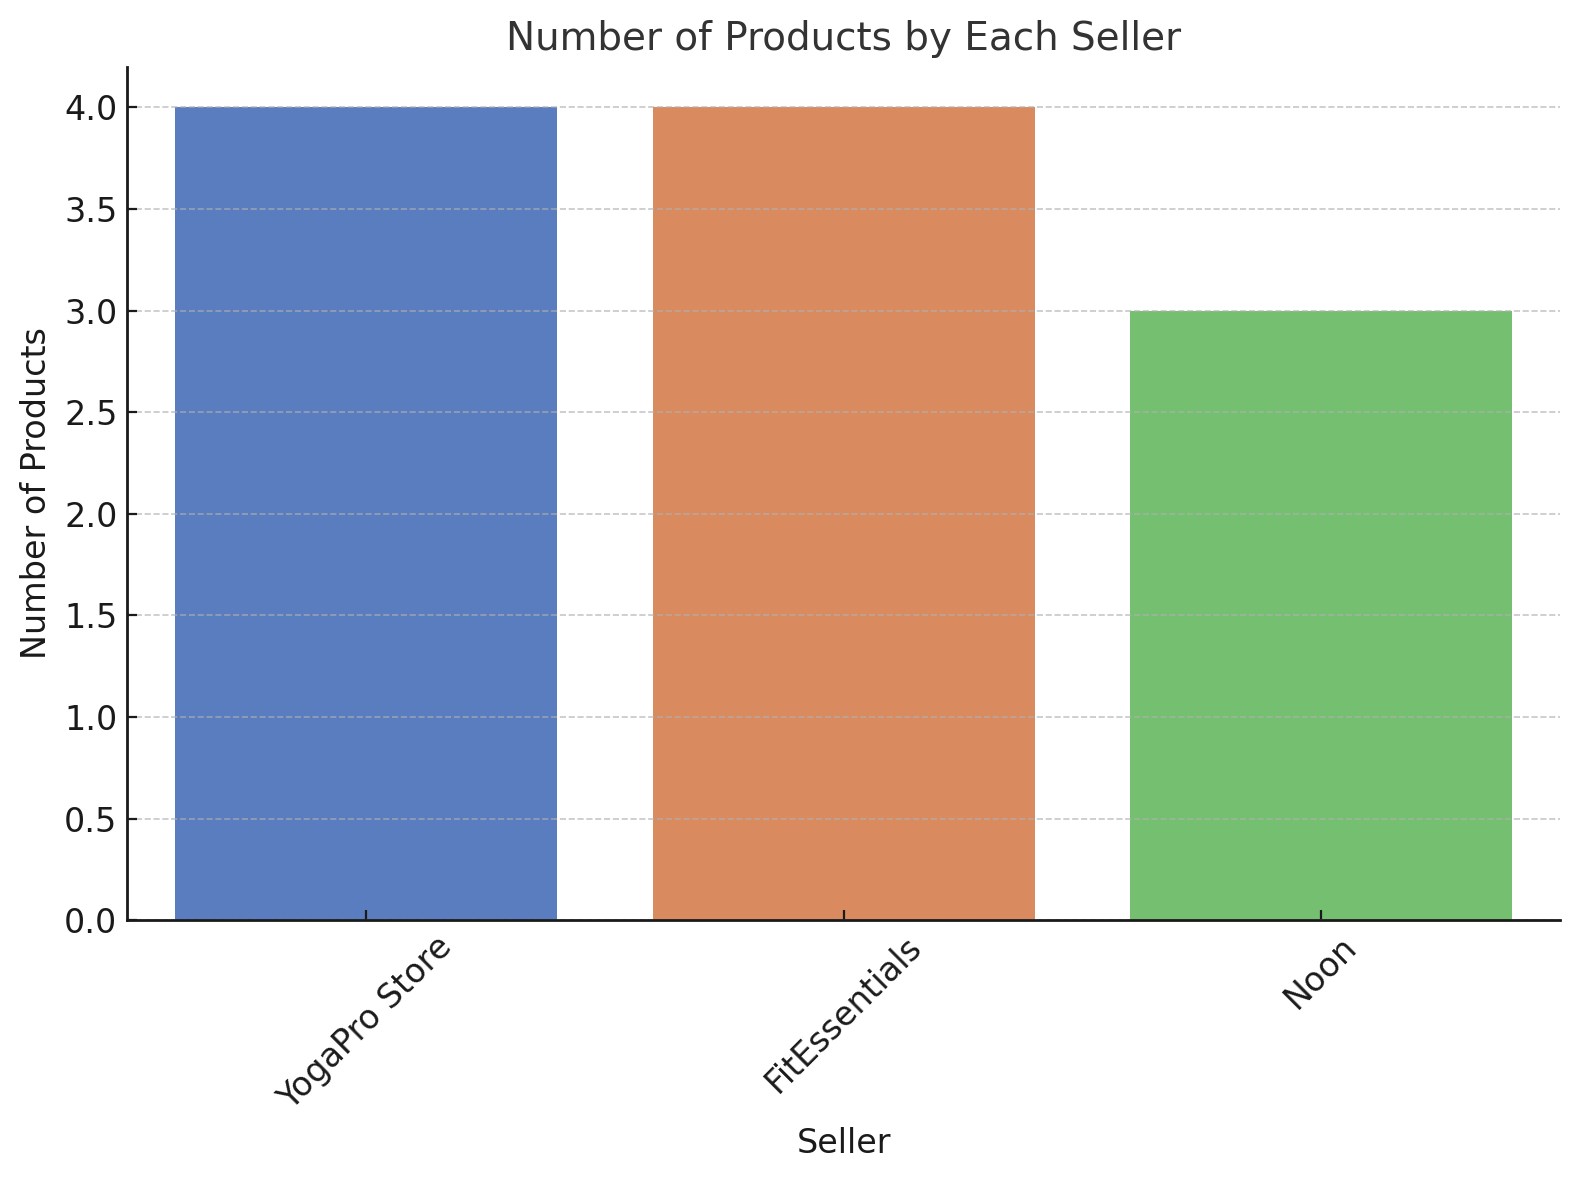 Number of Products by Each Seller
Number of Products
4.0
3.5
3.0
2.5
2.0
1.5
1.0
0.5
0.0
YogaPro Store
FitEssentials
Noon
Seller